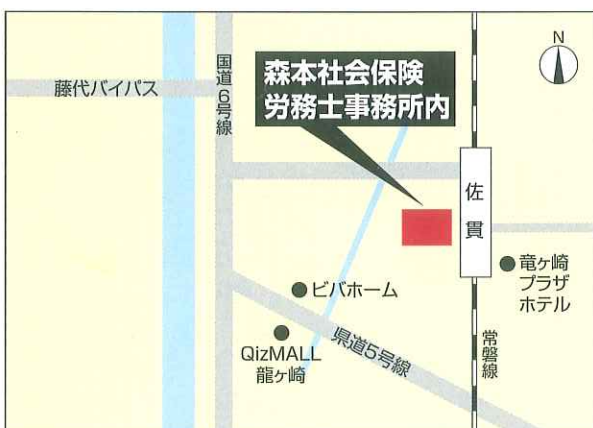 N
国道6号線
藤代バイパス
森本社会保険
労務士事務所内
佐貫
竜ヶ崎
プラザ
ホテル
ビバホーム
QizMALL
龍ヶ崎
県道5号線
常磐線